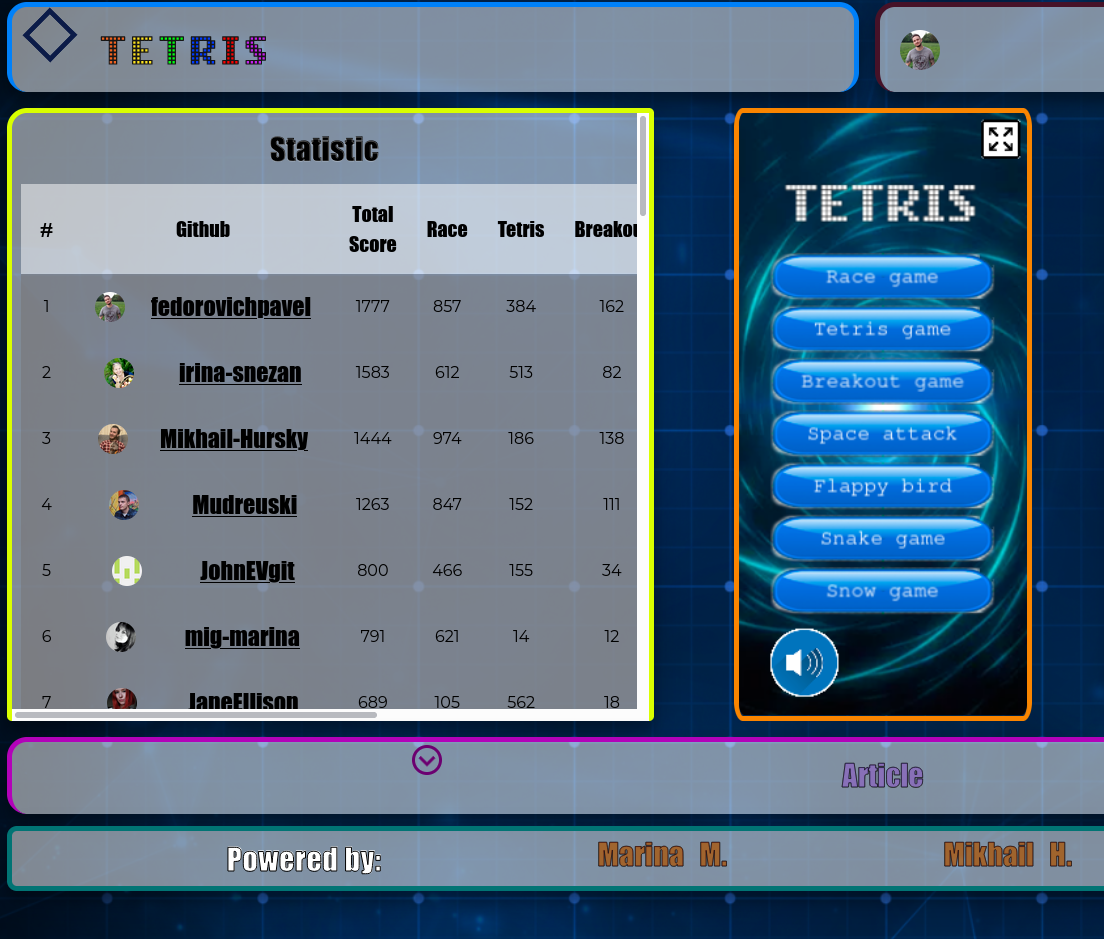 TETRIS
Statistic
# Github Total Score Race Tetris Breakou
1 fedorovichpavel 1777 857 384 162
2 irina-snezan 1583 612 513 82
3 Mikhail-Hursky 1444 974 186 138
4 Mudreuski 1263 847 152 111
5 JohnEVgit 800 466 155 34
6 mig-marina 791 621 14 12
7 JaneEllison 689 105 562 18
TETRIS
Race game
Tetris game
Breakout game
Space attack
Flappy bird
Snake game
Snow game
Article
Powered by: Marina M. Mikhail H.